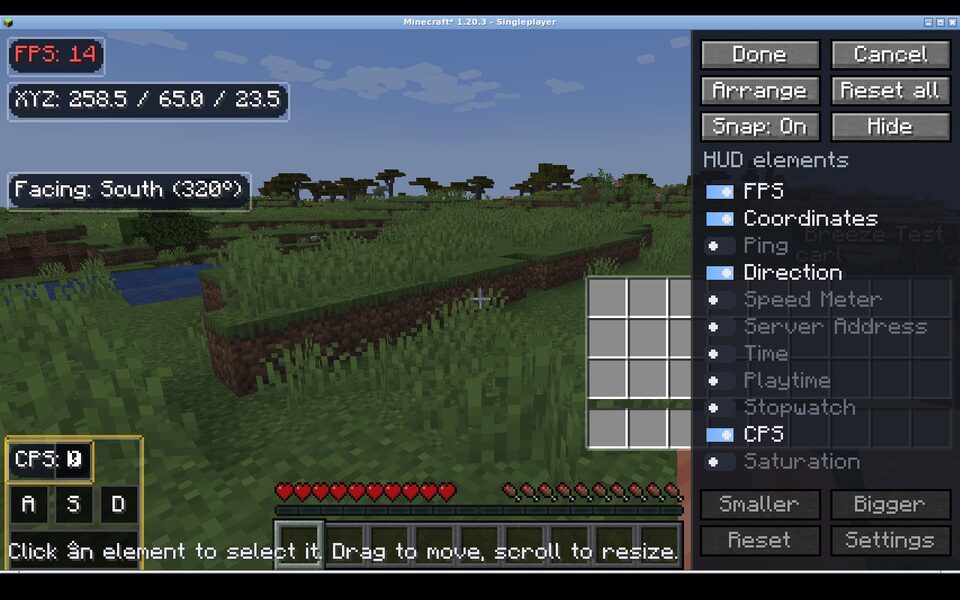 Minecraft* 1.20.3 - Singleplayer
FPS: 14
XYZ: 258.5 / 65.0 / 23.5
Facing: South (320°)
CPS: 0
A S D
Click an element to select it. Drag to move, scroll to resize.
Done
Cancel
Arrange
Reset all
Snap: On
Hide
HUD elements
FPS
Coordinates
Ping
Breeze Test
Direction
Speed Meter
Server Address
Time
Playtime
Stopwatch
CPS
Saturation
Smaller
Bigger
Reset
Settings